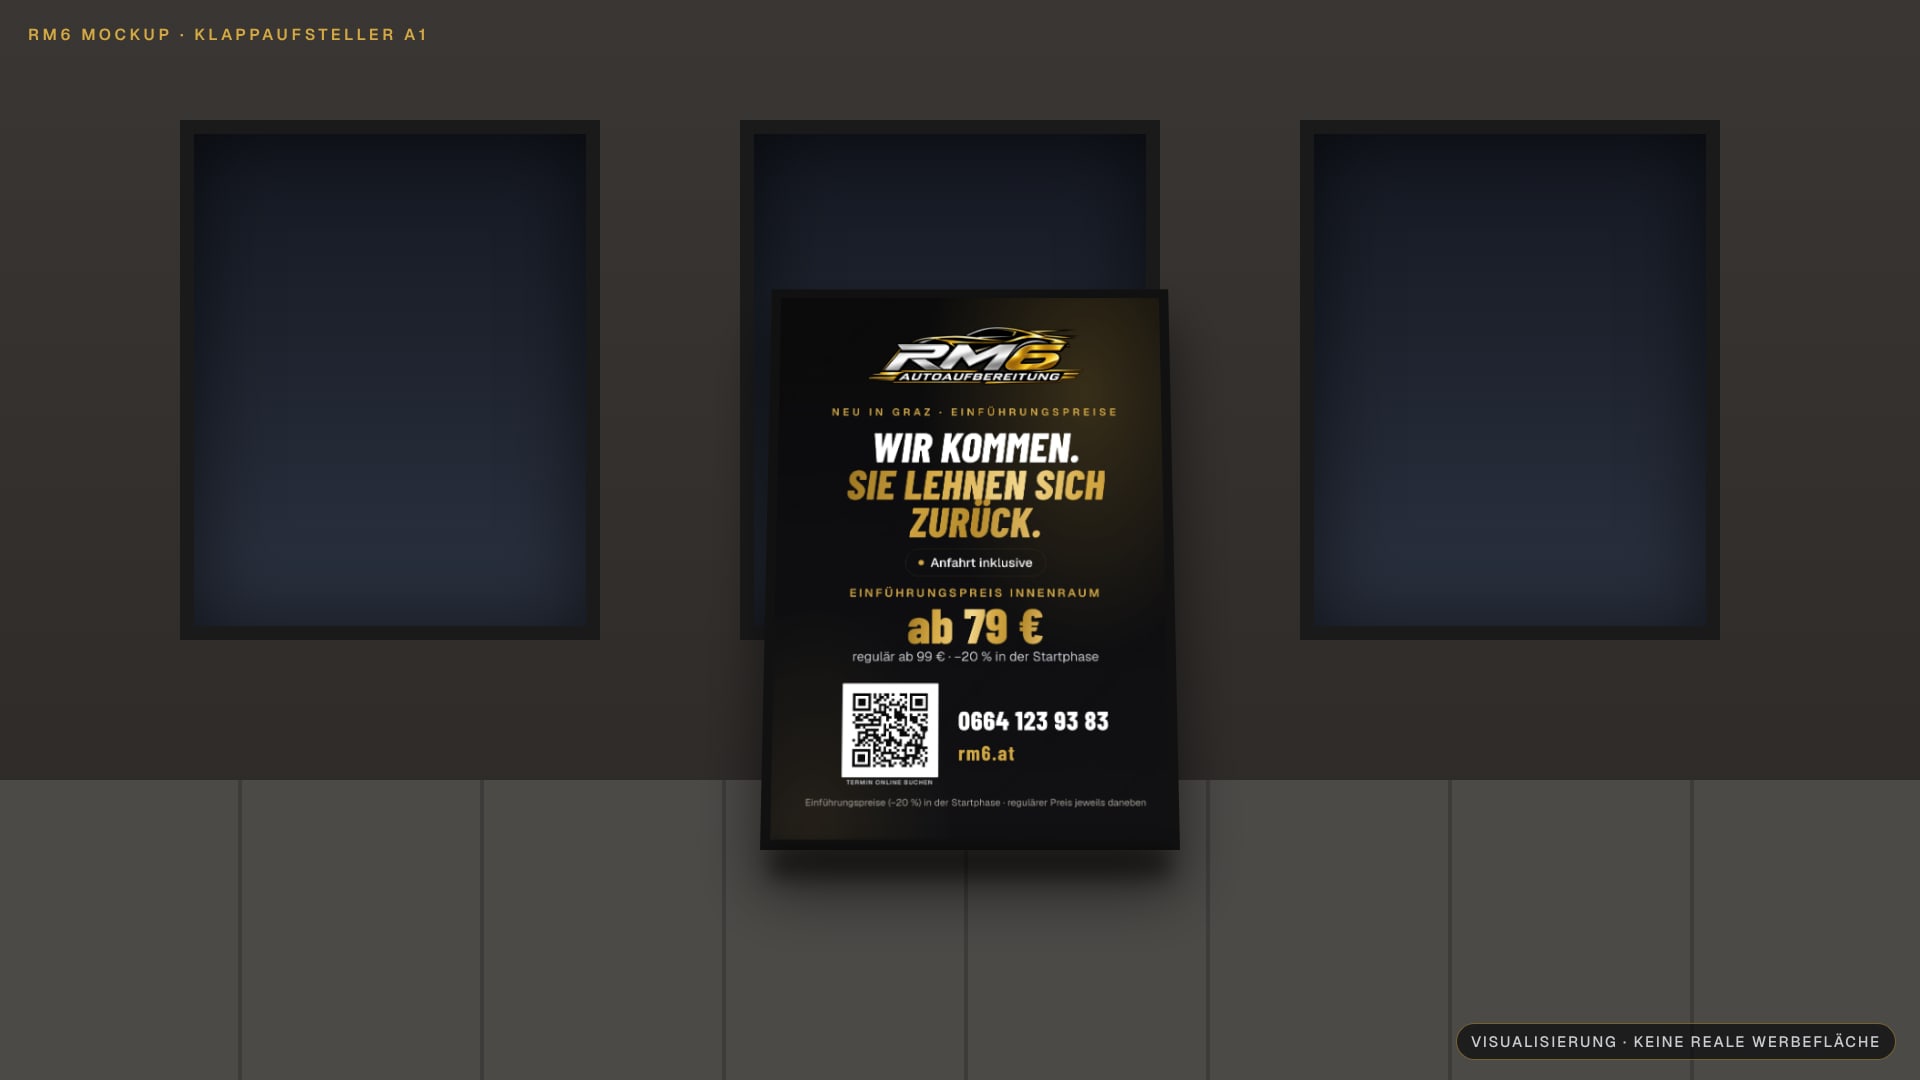 RM6 MOCKUP · KLAPPAUFSTELLER A1
RM6
AUTOAUFBEREITUNG
NEU IN GRAZ · EINFÜHRUNGSPREISE
WIR KOMMEN.
SIE LEHNEN SICH
ZURÜCK.
Anfahrt inklusive
EINFÜHRUNGSPREIS INNENRAUM
ab 79 €
regulär ab 99 € · −20 % in der Startphase
0664 123 93 83
rm6.at
TERMIN ONLINE BUCHEN
Einführungspreise (−20 %) in der Startphase · regulärer Preis jeweils daneben
VISUALISIERUNG · KEINE REALE WERBEFLÄCHE